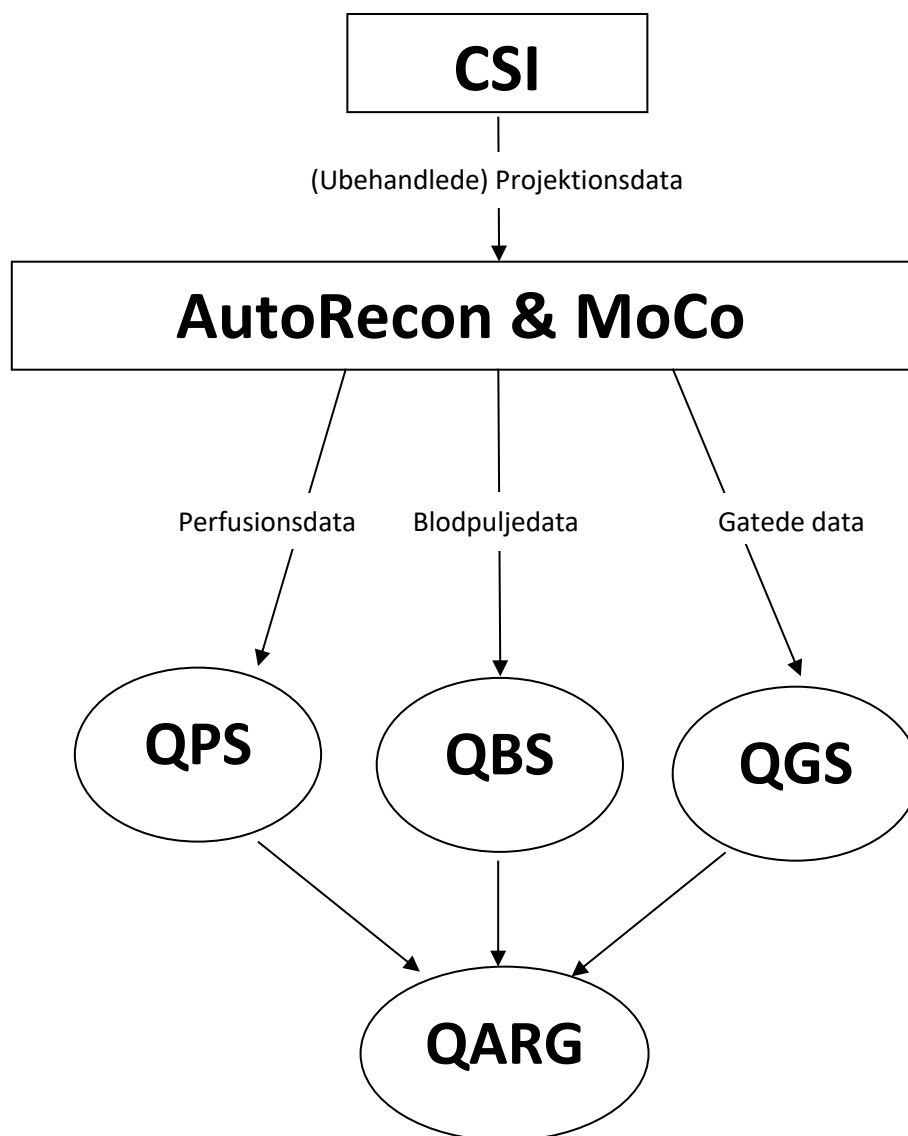 CSI
(Ubehandlede) Projektionsdata
AutoRecon & MoCo
Perfusionsdata
Blodpuljedata
Gatede data
QPS
QBS
QGS
QARG